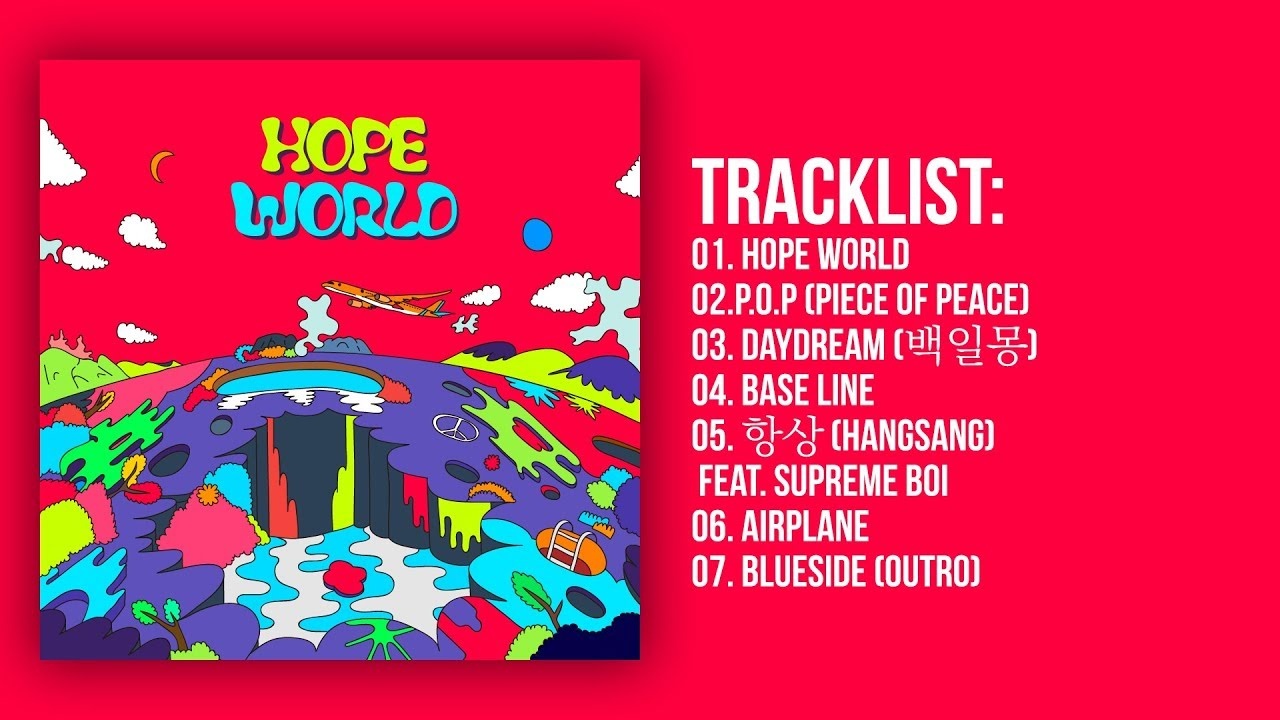 HOPE
WORLD
TRACKLIST:
01. HOPE WORLD
02.P.O.P (PIECE OF PEACE)
03. DAYDREAM (백일몽)
04. BASE LINE
05. 항상 (HANGSANG)
FEAT. SUPREME BOI
06. AIRPLANE
07. BLUESIDE (OUTRO)